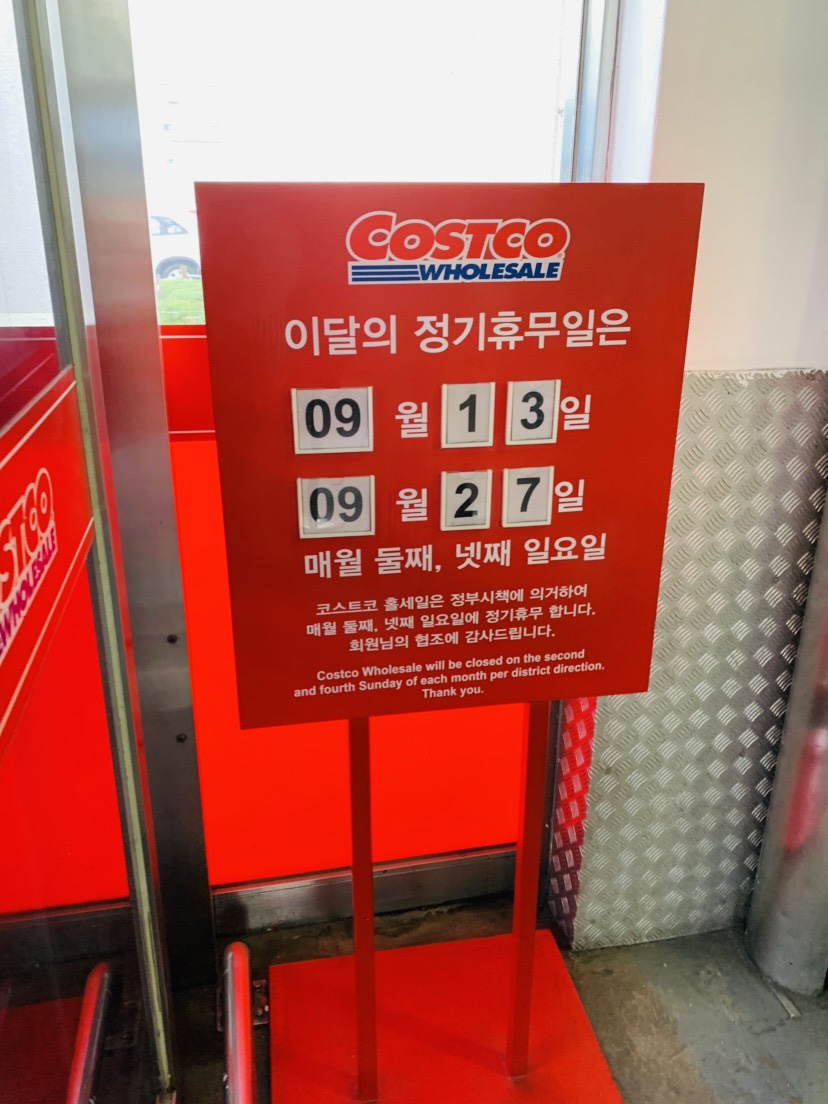 COSTCO
WHOLESALE
이달의 정기휴무일은
09 월 1 3 일
09 월 2 7 일
매월 둘째, 넷째 일요일
코스트코 홀세일은 정부시책에 의거하여
매월 둘째, 넷째 일요일에 정기휴무 합니다.
회원님의 협조에 감사드립니다.
Costco Wholesale will be closed on the second
and fourth Sunday of each month per district direction.
Thank you.
STCO
WHOLESALE